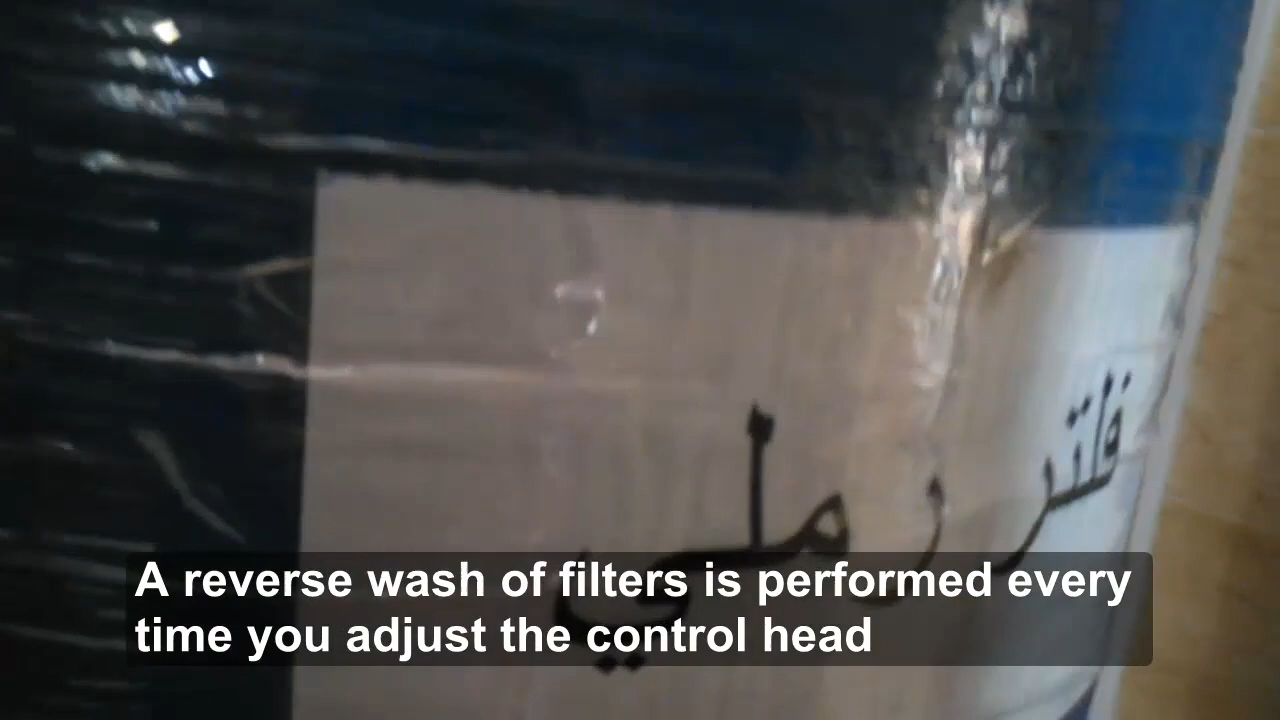 فلتر رملي
A reverse wash of filters is performed every
time you adjust the control head